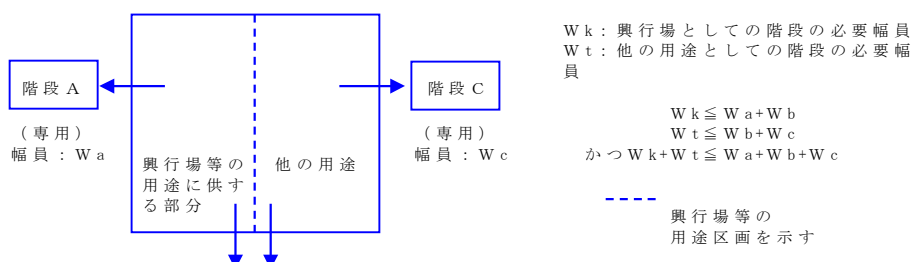 階段A
(専用)
幅員：Wa
興行場等の
用途に供す
る部分
他の用途
階段C
(専用)
幅員：Wc
Wk：興行場としての階段の必要幅員
Wt：他の用途としての階段の必要幅
員
Wk≦Wa+Wb
Wt≦Wb+Wc
かつWk+Wt≦Wa+Wb+Wc
興行場等の
用途区画を示す